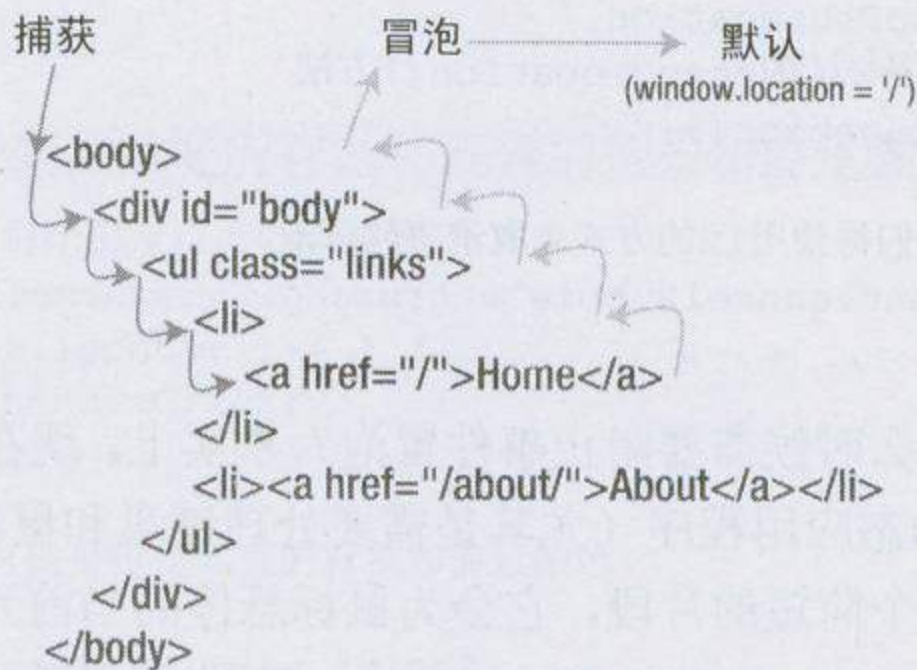 捕获 冒泡 默认
(window.location = '/')
<body>
<div id="body">
<ul class="links">
<li>
<a href="/">Home</a>
</li>
<li><a href="/about/">About</a></li>
</ul>
</div>
</body>